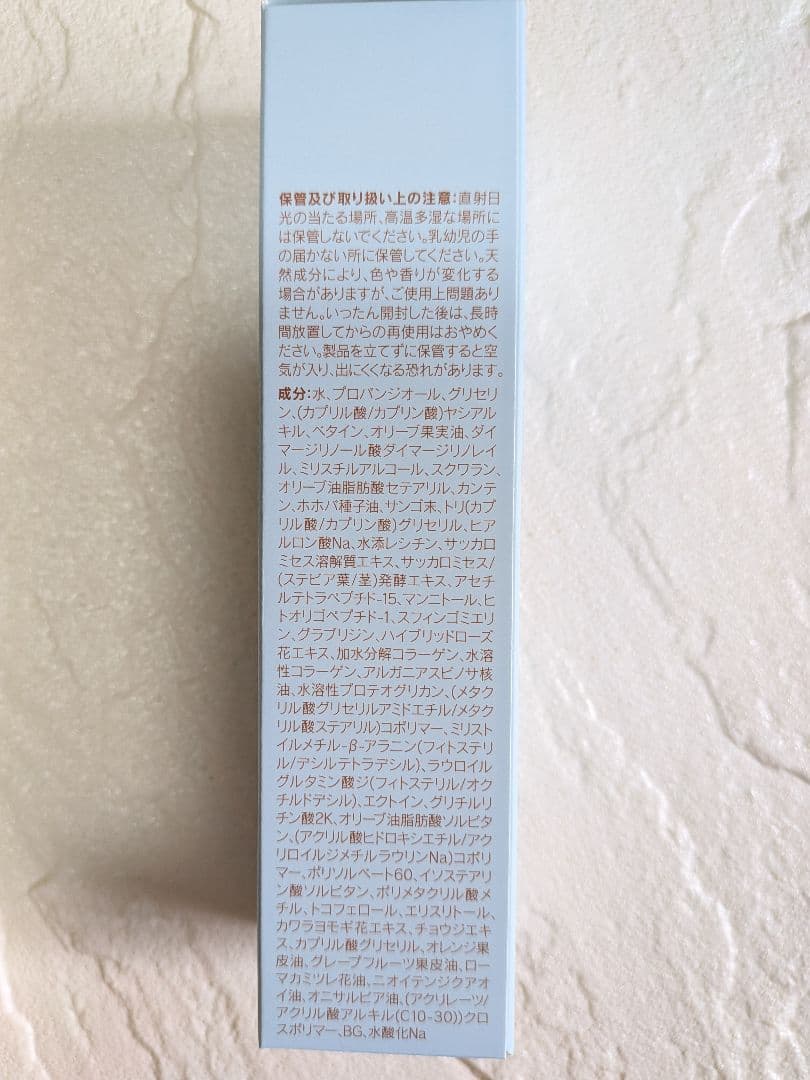 保管及び取り扱い上の注意:直射日
光の当たる場所、高温多湿な場所に
は保管しないでください。乳幼児の手
の届かない所に保管してください。天
然成分により、色や香りが変化する
場合がありますが、ご使用上問題あり
ません。いったん開封した後は、長時
間放置してからの再使用はおやめく
ださい。製品を立てずに保管すると空
気が入り、出にくくなる恐れがあります。
成分:水、プロパンジオール、グリセリ
ン、(カプリル酸/カプリン酸)ヤシアル
キル、ベタイン、オリーブ果実油、ダイ
マージリノール酸ダイマージリノレイ
ル、ミリスチルアルコール、スクワラン、
オリーブ油脂肪酸セテアリル、カンテ
ン、ホホバ種子油、サンゴ末、トリ(カプ
リル酸/カプリン酸)グリセリル、ヒア
ルロン酸Na、水添レシチン、サッカロ
ミセス溶解質エキス、サッカロミセス/
(ステビア葉/茎)発酵エキス、アセチ
ルテトラペプチド-15、マンニトール、ヒ
トオリゴペプチド-1、スフィンゴミエリ
ン、グラブリジン、ハイブリッドローズ
花エキス、加水分解コラーゲン、水溶
性コラーゲン、アルガニアスピノサ核
油、水溶性プロテオグリカン、(メタク
リル酸グリセリルアミドエチル/メタク
リル酸ステアリル)コポリマー、ミリスト
イルメチル-β-アラニン(フィトステリ
ル/デシルテトラデシル)、ラウロイル
グルタミン酸ジ(フィトステリル/オク
チルドデシル)、エクトイン、グリチルリ
チン酸2K、オリーブ油脂肪酸ソルビタ
ン、(アクリル酸ヒドロキシエチル/アク
リロイルジメチルラウリンNa)コポリ
マー、ポリソルベート60、イソステアリ
ン酸ソルビタン、ポリメタクリル酸メ
チル、トコフェロール、エリスリトール、
カワラヨモギ花エキス、チョウジエキ
ス、カプリル酸グリセリル、オレンジ果
皮油、グレープフルーツ果皮油、ロー
マカミツレ花油、ニオイテンジクアオ
イ油、オニサルビア油、(アクリレーツ/
アクリル酸アルキル(C10-30))クロ
スポリマー、BG、水酸化Na